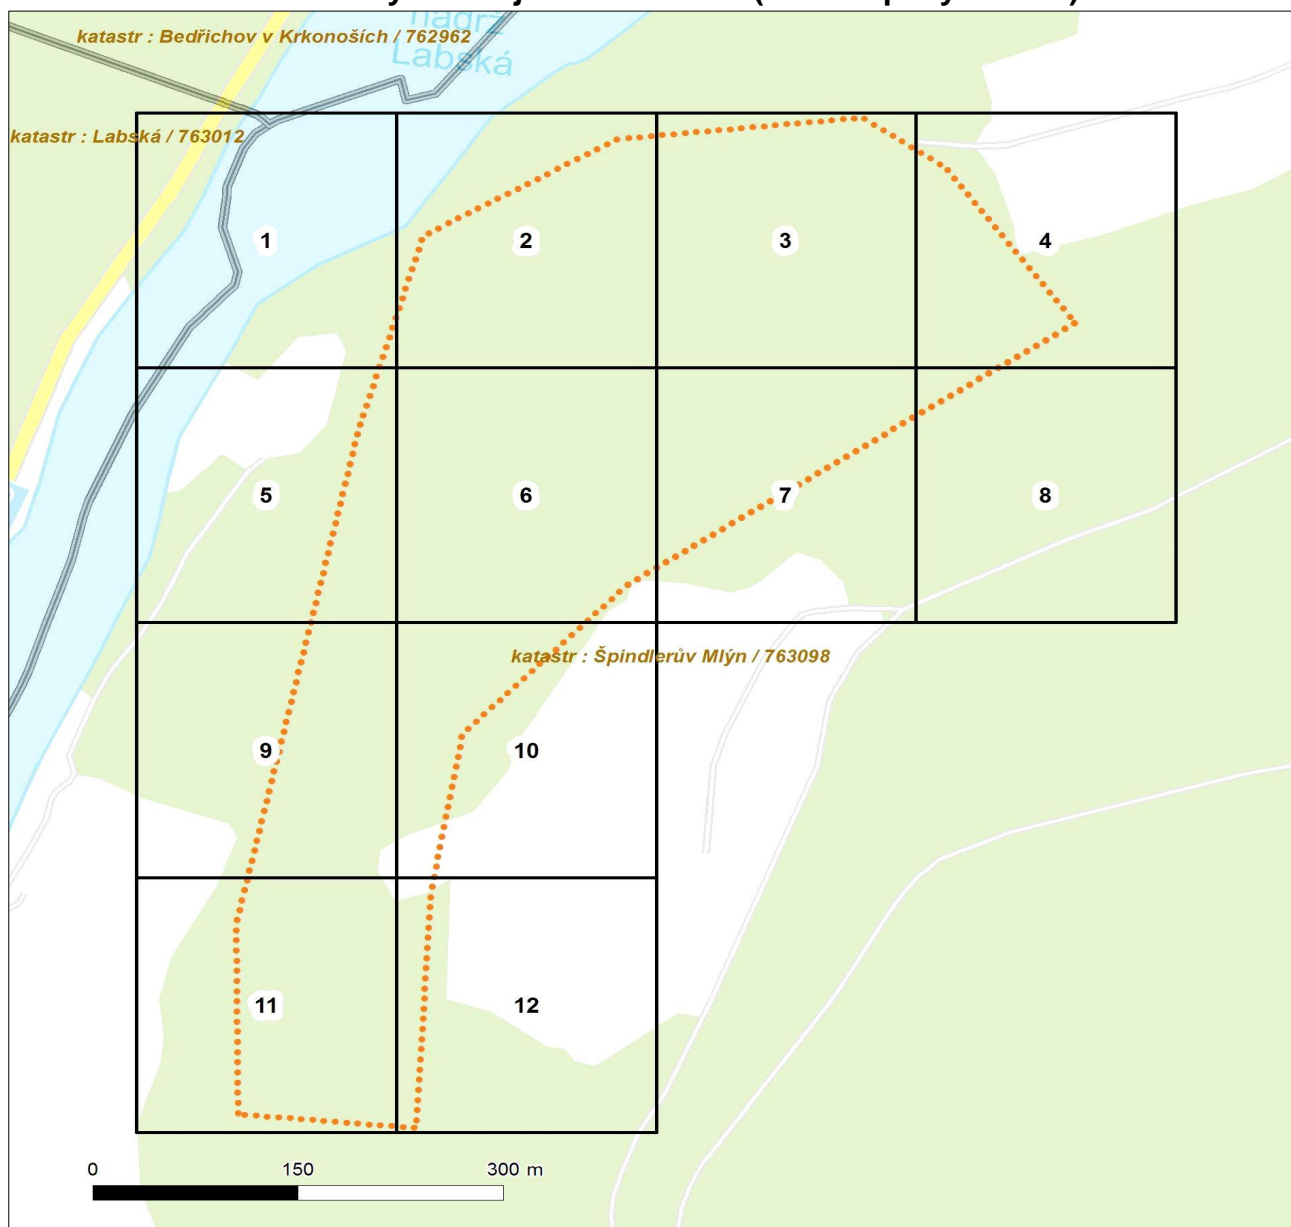 nádrž
Labská
katastr : Bedřichov v Krkonoších / 762962
katastr : Labská / 763012
1
2
3
4
5
6
7
8
katastr : Špindlerův Mlýn / 763098
9
10
11
12
0 150 300 m